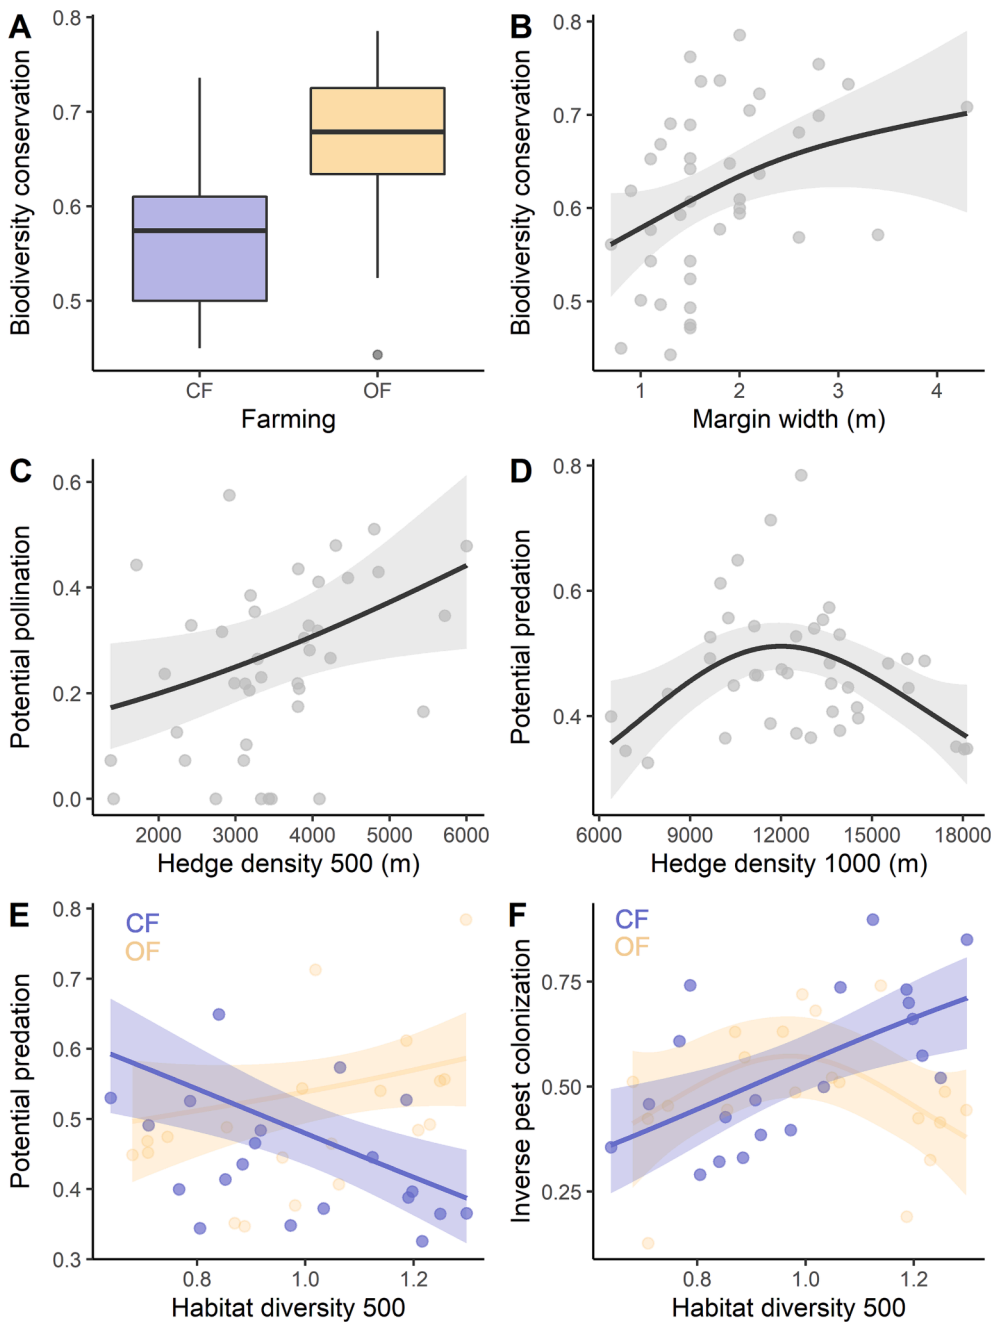 A
Biodiversity conservation
0.8
0.7
0.6
0.5
CF
OF
Farming
B
Biodiversity conservation
0.8
0.7
0.6
0.5
1
2
3
4
Margin width (m)
C
Potential pollination
0.6
0.4
0.2
0.0
2000
3000
4000
5000
6000
Hedge density 500 (m)
D
Potential predation
0.8
0.6
0.4
6000
9000
12000
15000
18000
Hedge density 1000 (m)
E
CF
OF
Potential predation
0.8
0.7
0.6
0.5
0.4
0.3
0.8
1.0
1.2
Habitat diversity 500
F
CF
OF
Inverse pest colonization
0.75
0.50
0.25
0.8
1.0
1.2
Habitat diversity 500